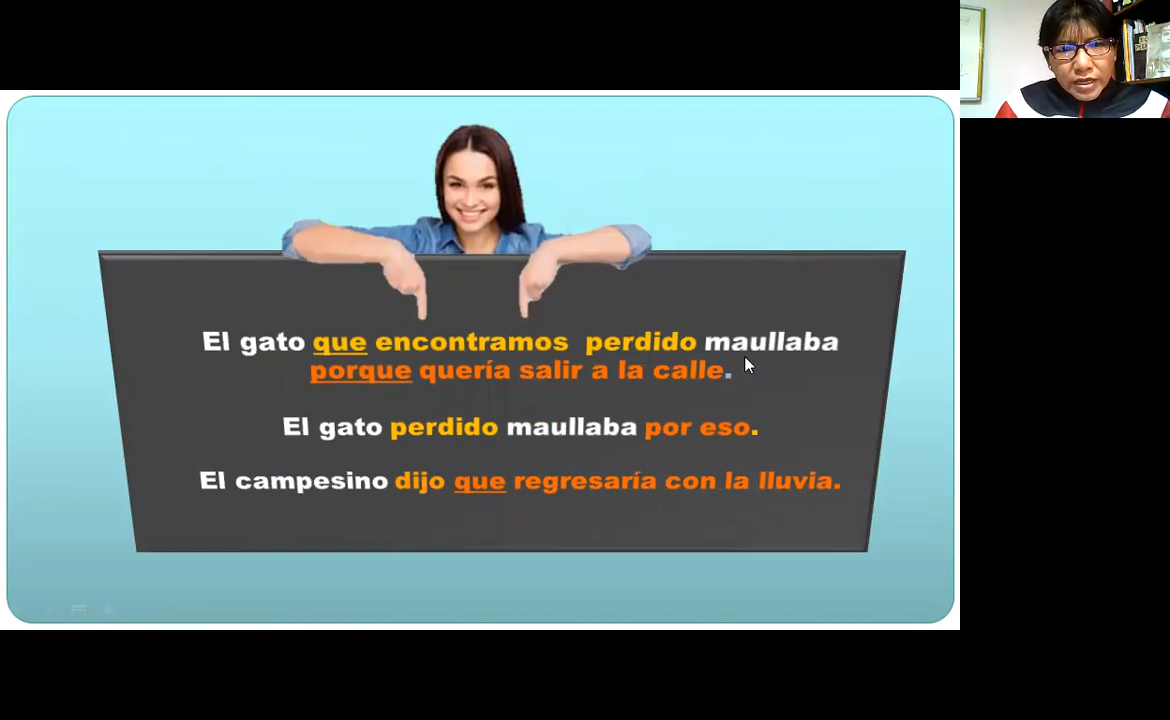 El gato que encontramos perdido maullaba
porque quería salir a la calle.
El gato perdido maullaba por eso.
El campesino dijo que regresaría con la lluvia.